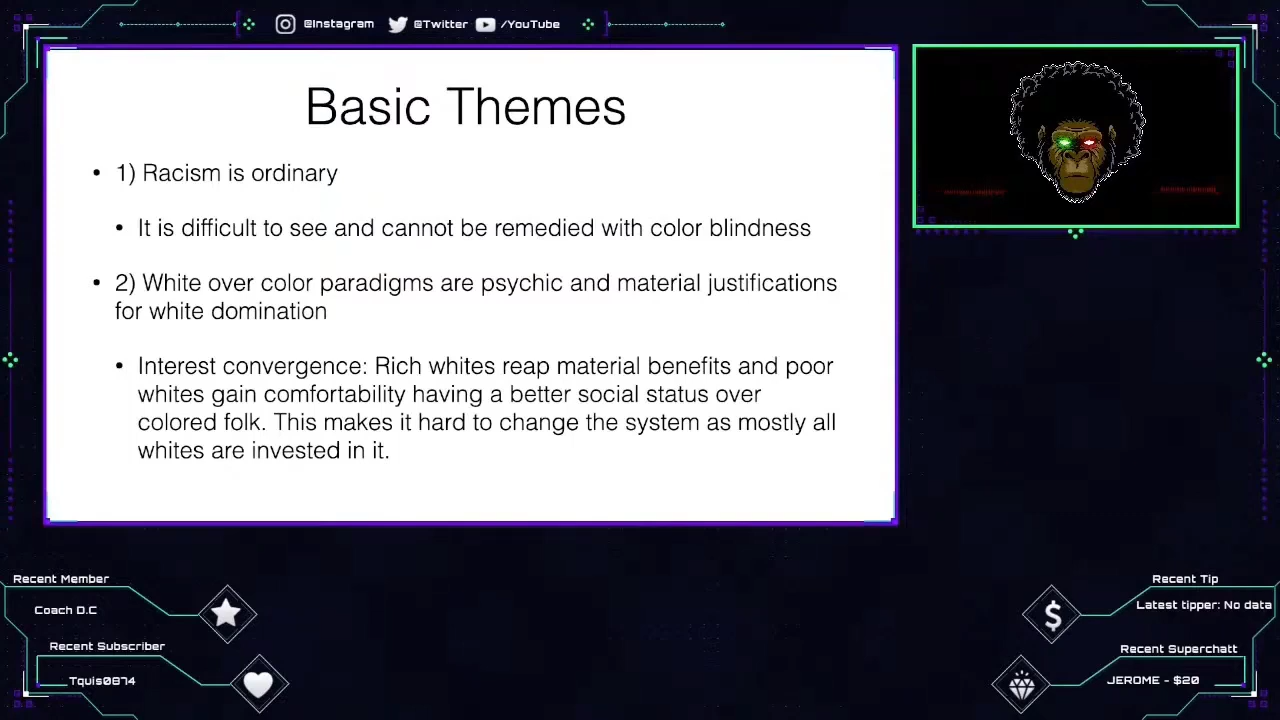 @Instagram @Twitter /YouTube
Basic Themes
• 1) Racism is ordinary
• It is difficult to see and cannot be remedied with color blindness
• 2) White over color paradigms are psychic and material justifications
for white domination
• Interest convergence: Rich whites reap material benefits and poor
whites gain comfortability having a better social status over
colored folk. This makes it hard to change the system as mostly all
whites are invested in it.
Recent Member
Coach D.C
Recent Subscriber
Tquis0874
Recent Tip
Latest tipper: No data
Recent Superchatt
JEROME - $20